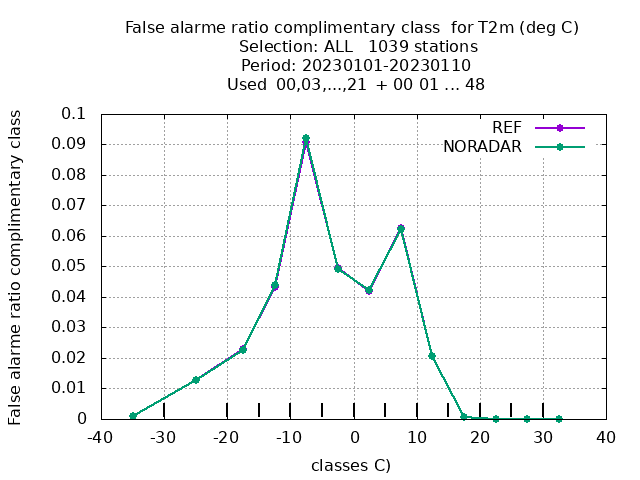 False alarme ratio complimentary class  for T2m (deg C)
Selection: ALL   1039 stations
Period: 20230101-20230110
Used  00,03,...,21  + 00 01 ... 48
False alarme ratio complimentary class
0.1
0.09
0.08
0.07
0.06
0.05
0.04
0.03
0.02
0.01
0
REF
NORADAR
-40 -30 -20 -10 0 10 20 30 40
classes C)